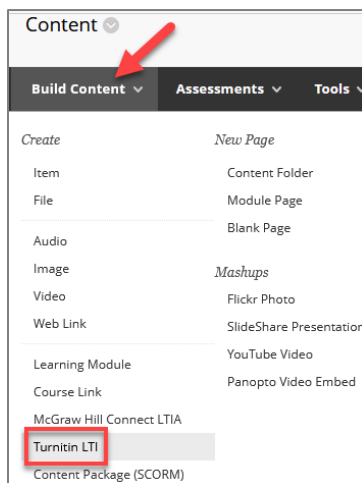 Content
Build Content
Assessments
Tools
Create
Item
File
Audio
Image
Video
Web Link
Learning Module
Course Link
McGraw Hill Connect LTIA
Turnitin LTI
Content Package (SCORM)
New Page
Content Folder
Module Page
Blank Page
Mashups
Flickr Photo
SlideShare Presentation
YouTube Video
Panopto Video Embed